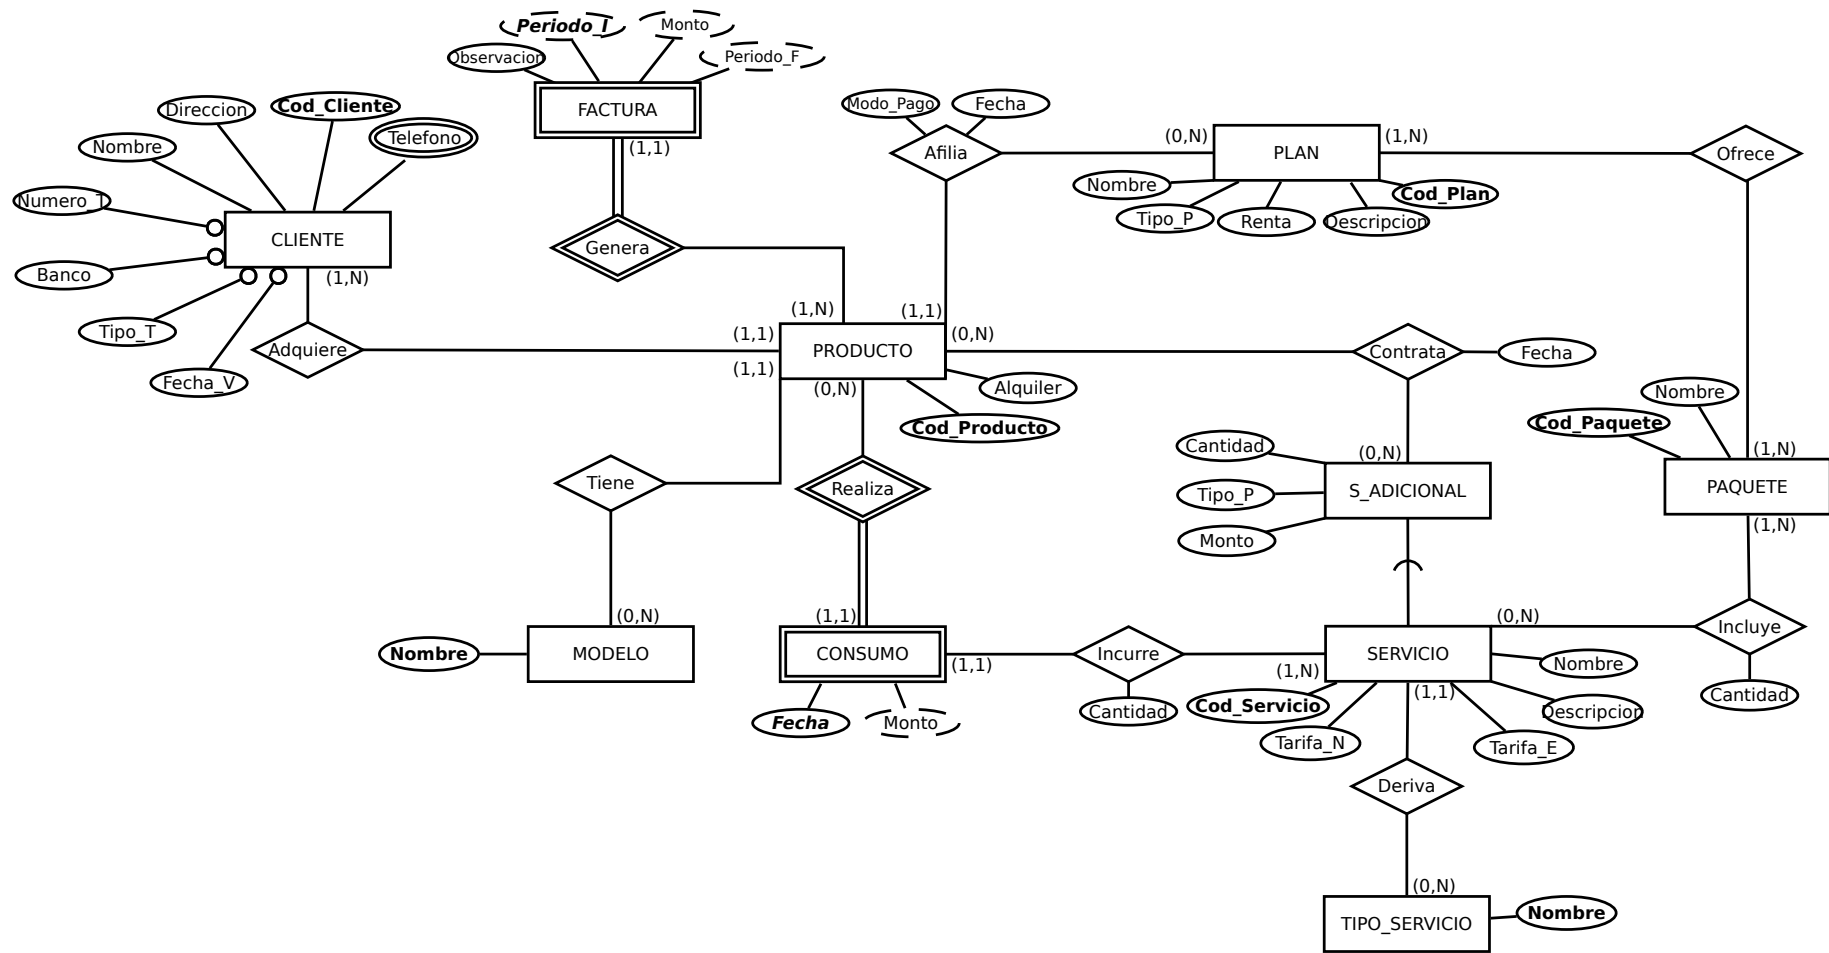 Periodo_I
Monto
Observacion
Periodo_F
FACTURA
(1,1)
Direccion
Cod_Cliente
Nombre
Telefono
Numero_T
CLIENTE
Banco
(1,N)
Tipo_T
Fecha_V
Adquiere
Genera
Modo_Pago
Fecha
Afilia
(0,N)
PLAN
(1,N)
Ofrece
Nombre
Tipo_P
Renta
Descripcion
Cod_Plan
(1,N)
(1,1)
(1,1)
PRODUCTO
(0,N)
(1,1)
(0,N)
Alquiler
Cod_Producto
Contrata
Fecha
Nombre
Cod_Paquete
Cantidad
(0,N)
(1,N)
Tipo_P
S_ADICIONAL
PAQUETE
Monto
(1,N)
Tiene
Realiza
(0,N)
(1,1)
Nombre
MODELO
CONSUMO
(1,1)
Fecha
Monto
Incurre
Cantidad
(1,N)
SERVICIO
(0,N)
Incluye
Cantidad
Nombre
Cod_Servicio
(1,1)
Descripcion
Tarifa_N
Tarifa_E
Deriva
(0,N)
TIPO_SERVICIO
Nombre